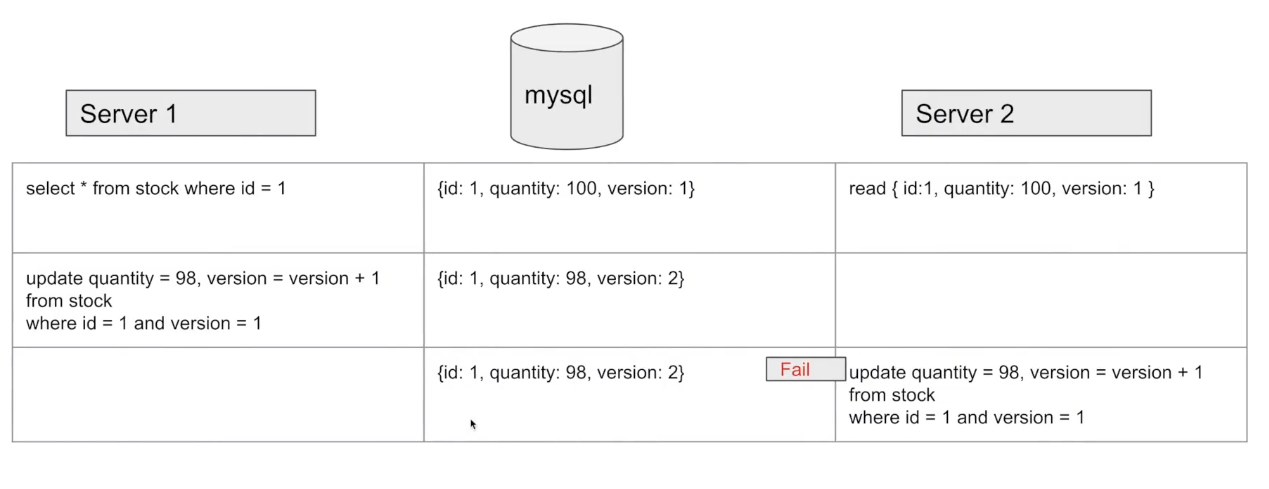 mysql
Server 1
Server 2
select * from stock where id = 1
{id: 1, quantity: 100, version: 1}
read { id:1, quantity: 100, version: 1 }
update quantity = 98, version = version + 1
from stock
where id = 1 and version = 1
{id: 1, quantity: 98, version: 2}
{id: 1, quantity: 98, version: 2}
Fail
update quantity = 98, version = version + 1
from stock
where id = 1 and version = 1